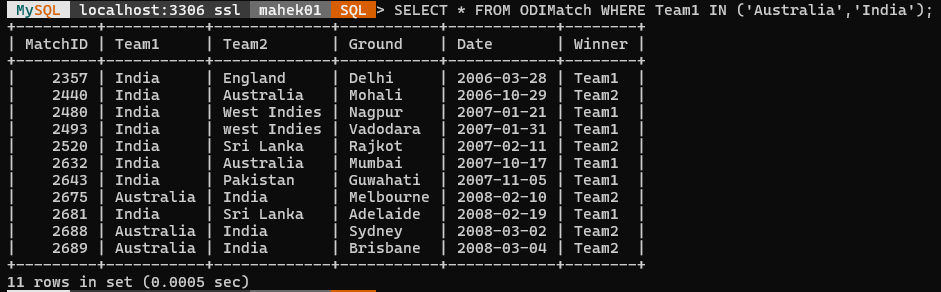 MySQL localhost:3306 ssl mahek01 SQL > SELECT * FROM ODIMatch WHERE Team1 IN ('Australia','India');
+---------+-----------+-------------+-----------+------------+--------+
| MatchID | Team1     | Team2       | Ground    | Date       | Winner |
+---------+-----------+-------------+-----------+------------+--------+
|    2357 | India     | England     | Delhi     | 2006-03-28 | Team1  |
|    2440 | India     | Australia   | Mohali    | 2006-10-29 | Team2  |
|    2480 | India     | West Indies | Nagpur    | 2007-01-21 | Team1  |
|    2493 | India     | west Indies | Vadodara  | 2007-01-31 | Team1  |
|    2520 | India     | Sri Lanka   | Rajkot    | 2007-02-11 | Team2  |
|    2632 | India     | Australia   | Mumbai    | 2007-10-17 | Team1  |
|    2643 | India     | Pakistan    | Guwahati  | 2007-11-05 | Team1  |
|    2675 | Australia | India       | Melbourne | 2008-02-10 | Team2  |
|    2681 | India     | Sri Lanka   | Adelaide  | 2008-02-19 | Team1  |
|    2688 | Australia | India       | Sydney    | 2008-03-02 | Team2  |
|    2689 | Australia | India       | Brisbane  | 2008-03-04 | Team2  |
+---------+-----------+-------------+-----------+------------+--------+
11 rows in set (0.0005 sec)